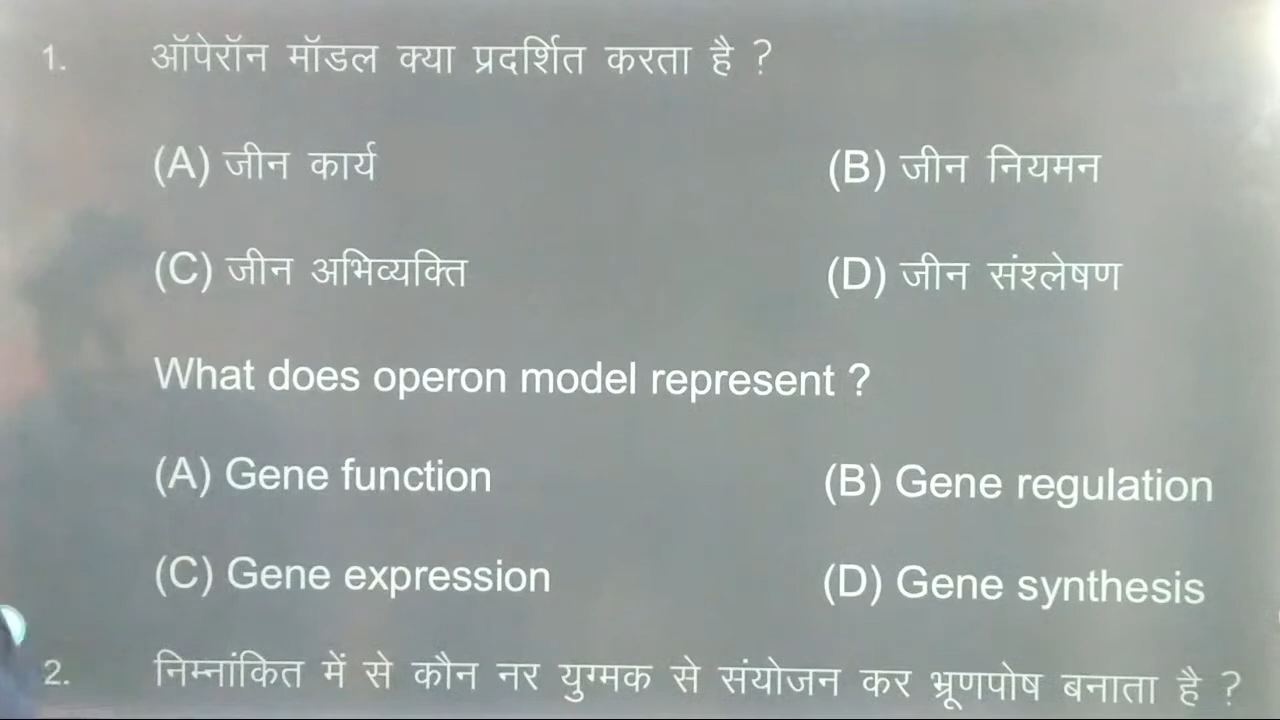 1. ऑपेरॉन मॉडल क्या प्रदर्शित करता है ?
(A) जीन कार्य (B) जीन नियमन
(C) जीन अभिव्यक्ति (D) जीन संश्लेषण
What does operon model represent ?
(A) Gene function (B) Gene regulation
(C) Gene expression (D) Gene synthesis
2. निम्नांकित में से कौन नर युग्मक से संयोजन कर भ्रूणपोष बनाता है ?